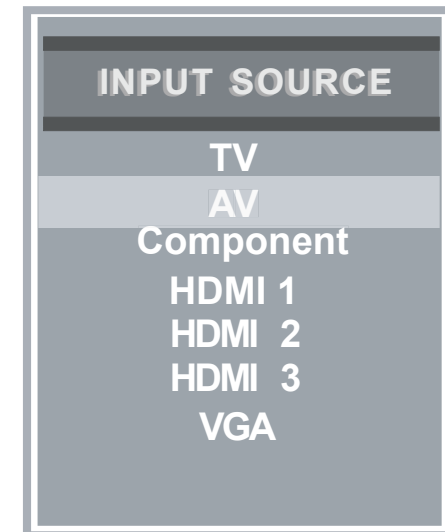 INPUT SOURCE
TV
AV
Component
HDMI 1
HDMI 2
HDMI 3
VGA